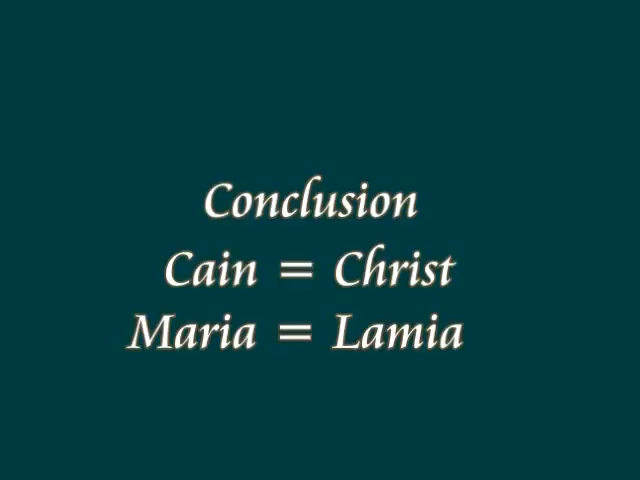 Conclusion
Cain = Christ
Maria = Lamia